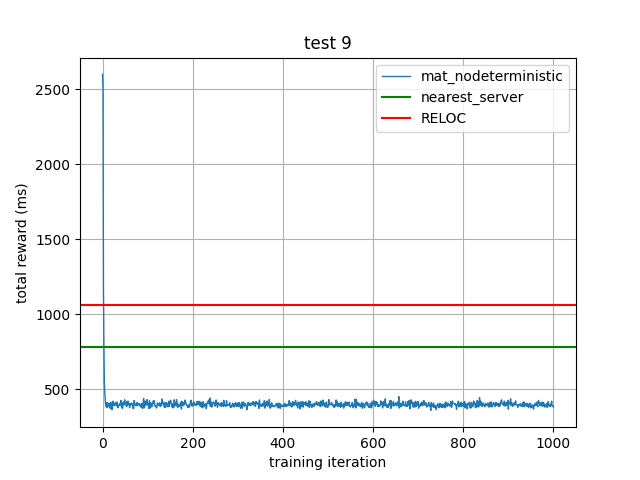 test 9
mat_nodeterministic
nearest_server
RELOC
total reward (ms)
2500
2000
1500
1000
500
0
200
400
600
800
1000
training iteration